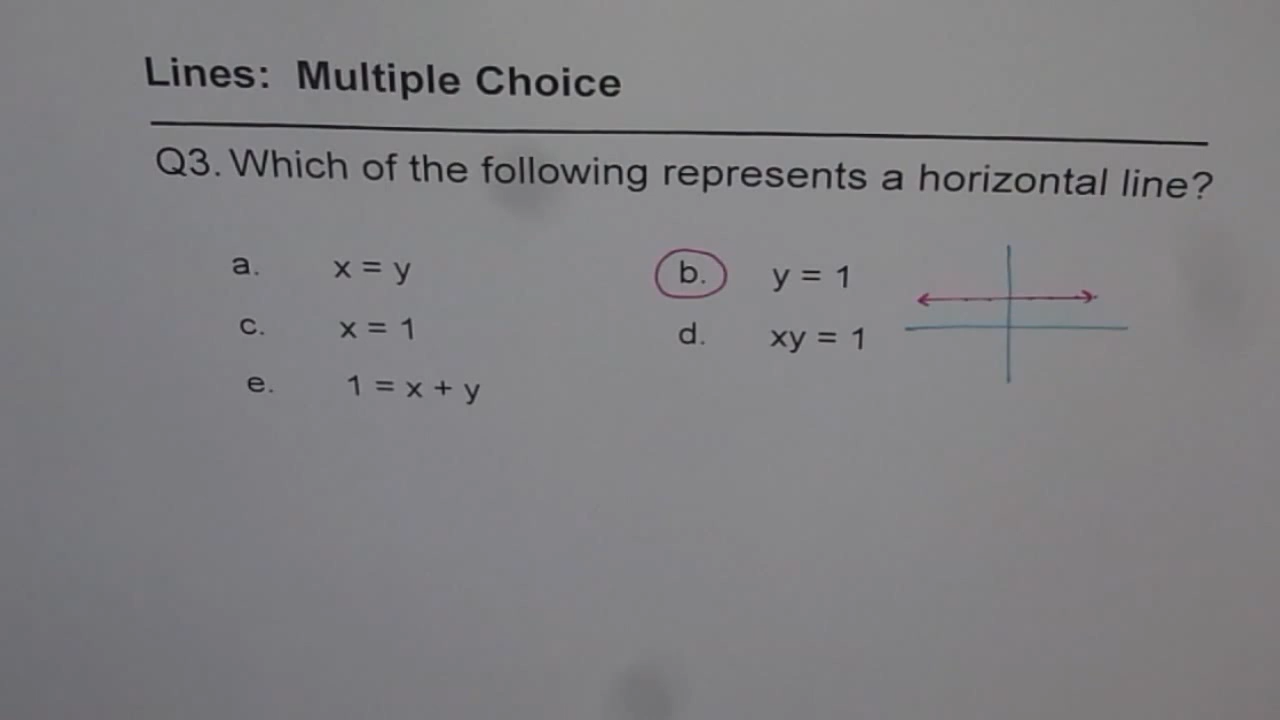 Lines: Multiple Choice
Q3. Which of the following represents a horizontal line?
a. x = y b. y = 1
c. x = 1 d. xy = 1
e. 1 = x + y